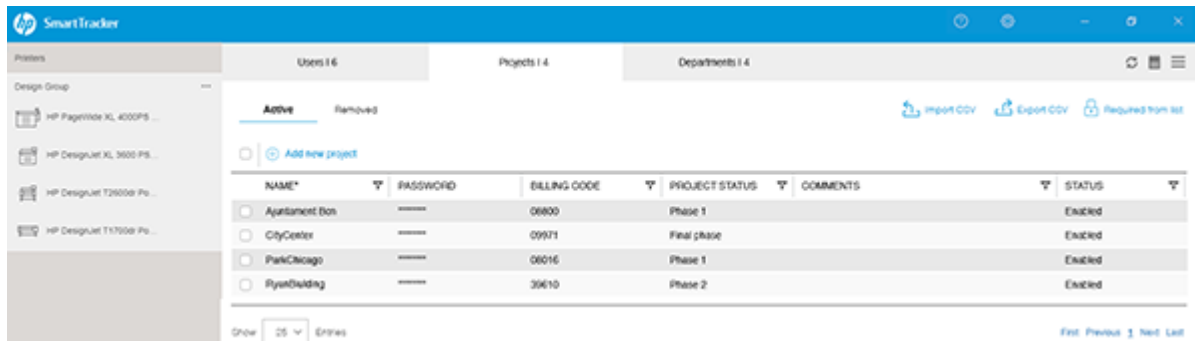 hp SmartTracker
Printers
Users | 6
Projects | 4
Departments | 4
Design Group
HP PageWide XL 4000PS ...
HP DesignJet XL 3600 PS...
HP DesignJet T2600dr Po...
HP DesignJet T1700dr Po...
Active
Removed
Import CSV
Export CSV
Required from list
Add new project
NAME* PASSWORD BILLING CODE PROJECT STATUS COMMENTS STATUS
Ajuntament Bcn ******** 08800 Phase 1 Enabled
CityCenter ******** 09971 Final phase Enabled
ParkChicago ******** 08016 Phase 1 Enabled
RyanBuilding ******** 39610 Phase 2 Enabled
Show 25 Entries
First Previous 1 Next Last